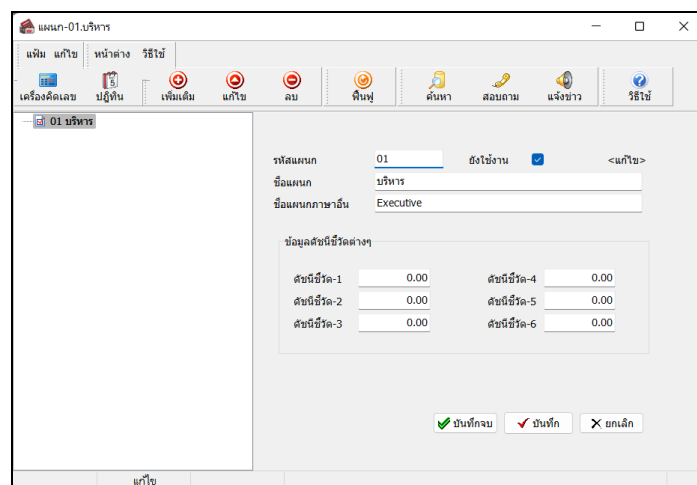 แผนก-01.บริหาร
แฟ้ม แก้ไข หน้าต่าง วิธีใช้
เครื่องคิดเลข ปฏิทิน เพิ่มเติม แก้ไข ลบ ฟื้นฟู ค้นหา สอบถาม แจ้งข่าว วิธีใช้
01 บริหาร
รหัสแผนก 01 ยังใช้งาน <แก้ไข>
ชื่อแผนก บริหาร
ชื่อแผนกภาษาอื่น Executive
ข้อมูลดัชนีชี้วัดต่างๆ
ดัชนีชี้วัด-1 0.00 ดัชนีชี้วัด-4 0.00
ดัชนีชี้วัด-2 0.00 ดัชนีชี้วัด-5 0.00
ดัชนีชี้วัด-3 0.00 ดัชนีชี้วัด-6 0.00
บันทึกจบ บันทึก ยกเลิก
แก้ไข